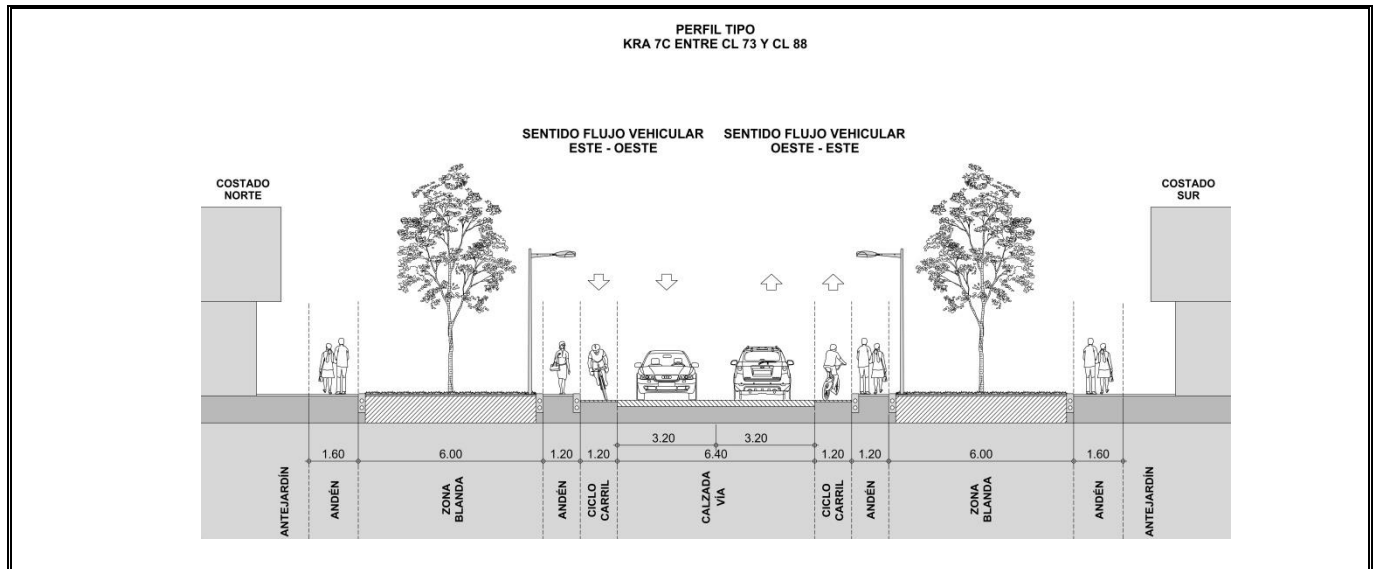 PERFIL TIPO
KRA 7C ENTRE CL 73 Y CL 88
SENTIDO FLUJO VEHICULAR
ESTE - OESTE
SENTIDO FLUJO VEHICULAR
OESTE - ESTE
COSTADO
NORTE
COSTADO
SUR
3.20
3.20
1.60
6.00
1.20
1.20
6.40
1.20
1.20
6.00
1.60
ANTEJARDÍN
ANDÉN
ZONA
BLANDA
ANDÉN
CICLO
CARRIL
CALZADA
VÍA
CICLO
CARRIL
ANDÉN
ZONA
BLANDA
ANDÉN
ANTEJARDÍN